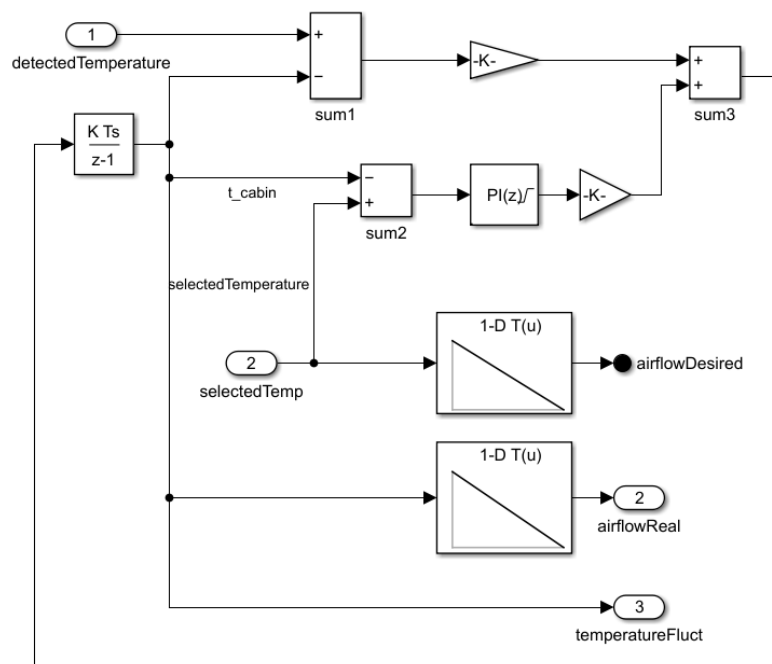 1
detectedTemperature
+
−
sum1
-K-
+
+
sum3
K Ts
z-1
t_cabin
−
+
sum2
PI(z)
-K-
selectedTemperature
2
selectedTemp
1-D T(u)
airflowDesired
1-D T(u)
2
airflowReal
3
temperatureFluct